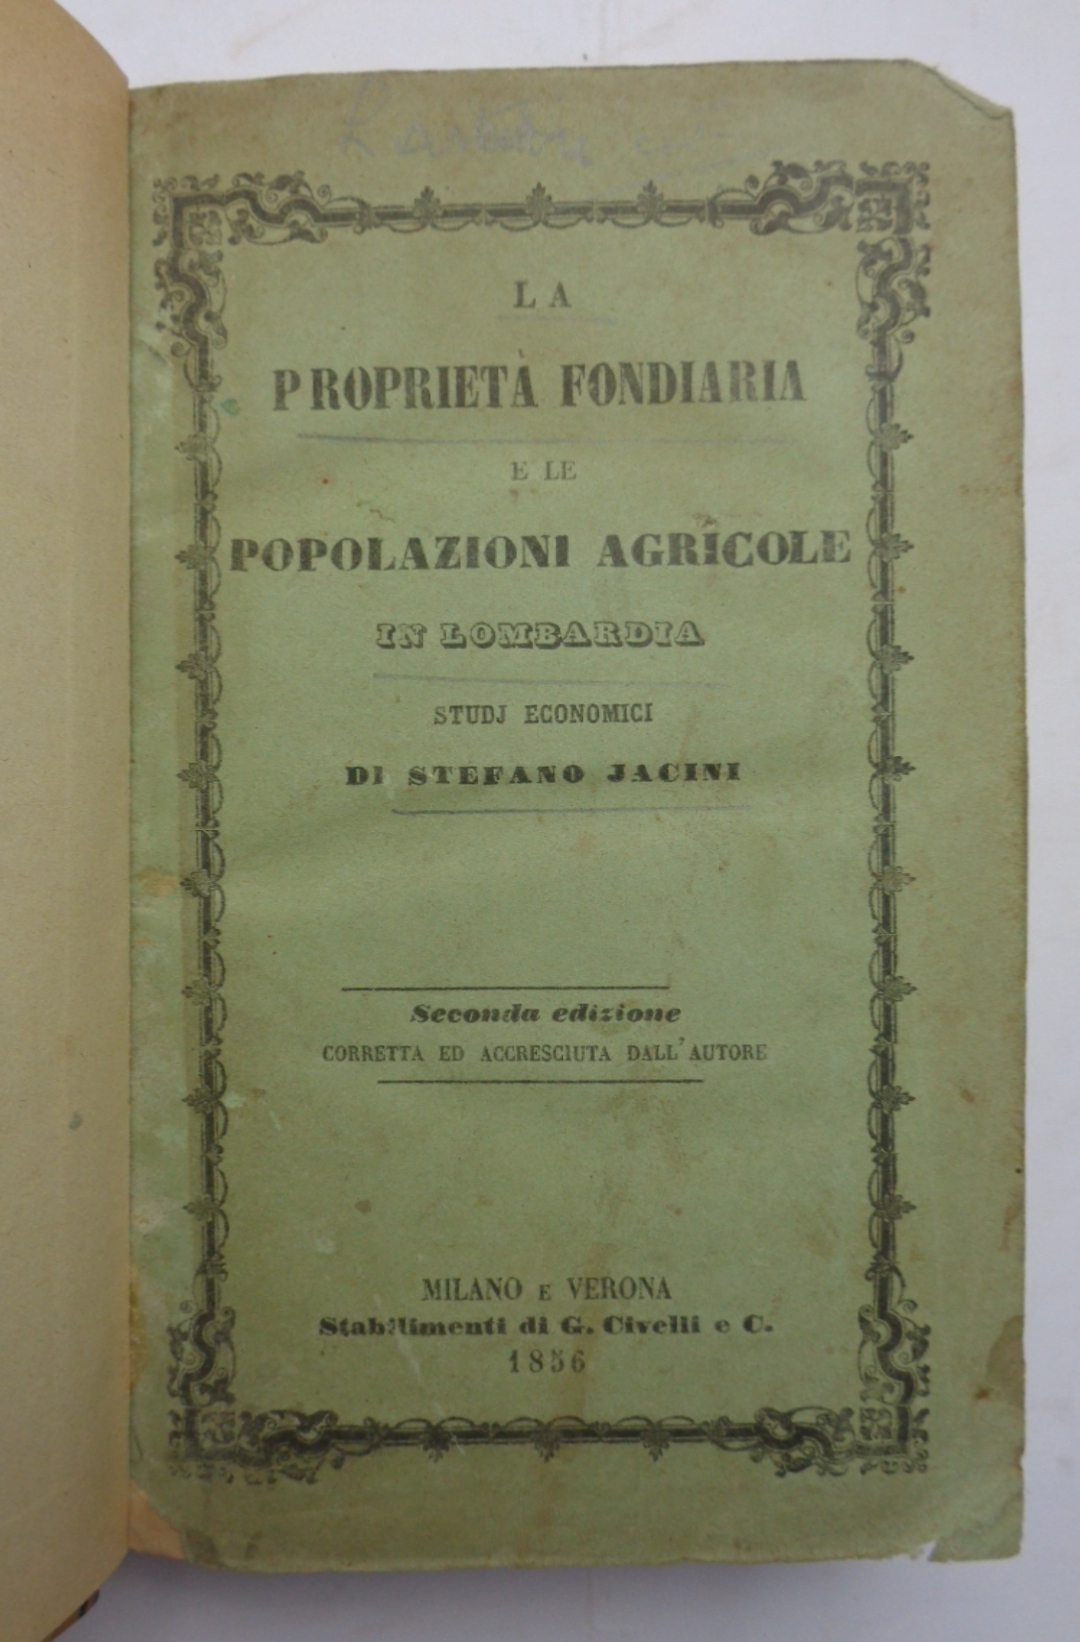 LA
PROPRIETÀ FONDIARIA
E LE
POPOLAZIONI AGRICOLE
IN LOMBARDIA
STUDJ ECONOMICI
DI STEFANO JACINI
Seconda edizione
CORRETTA ED ACCRESCIUTA DALL'AUTORE
MILANO E VERONA
Stabilimenti di G. Civelli e C.
1856